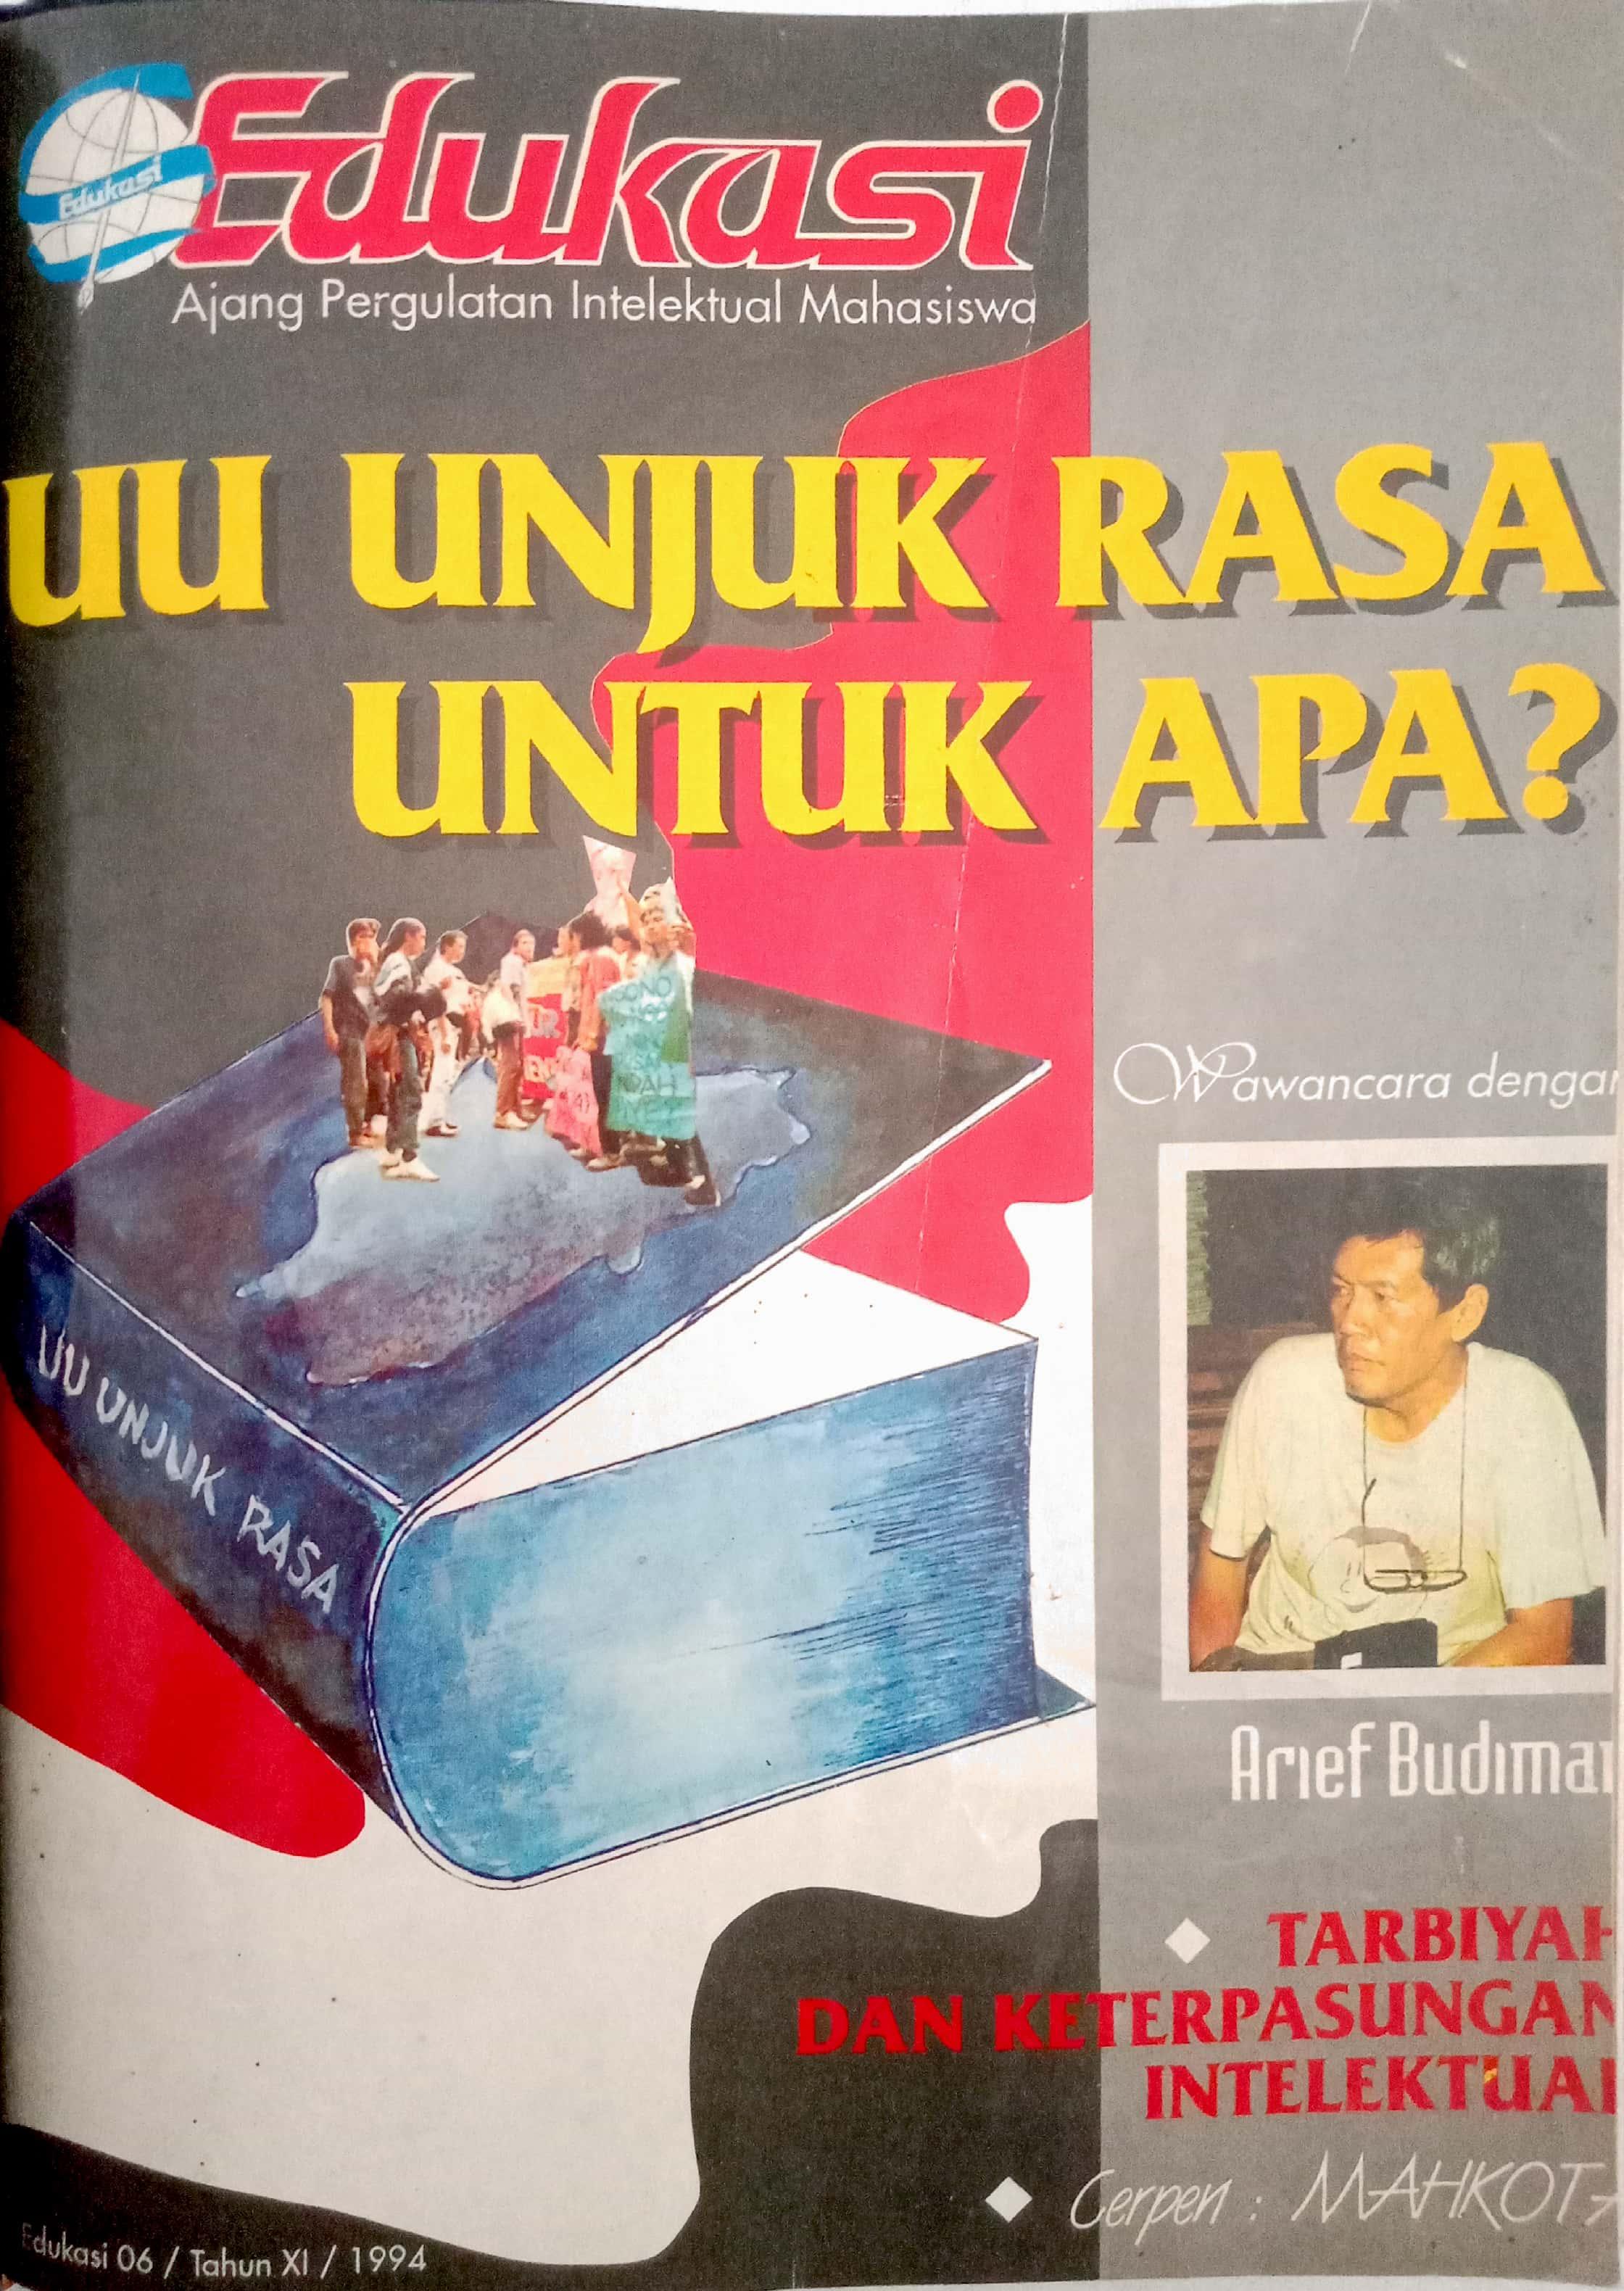 Edukasi
Edukasi
Ajang Pergulatan Intelektual Mahasiswa
UU UNJUK RASA
UNTUK APA?
Wawancara dengan
UU UNJUK RASA
Arief Budiman
TARBIYAH
DAN KETERPASUNGAN
INTELEKTUAL
Cerpen : MAHKOTA
Edukasi 06 / Tahun XI / 1994